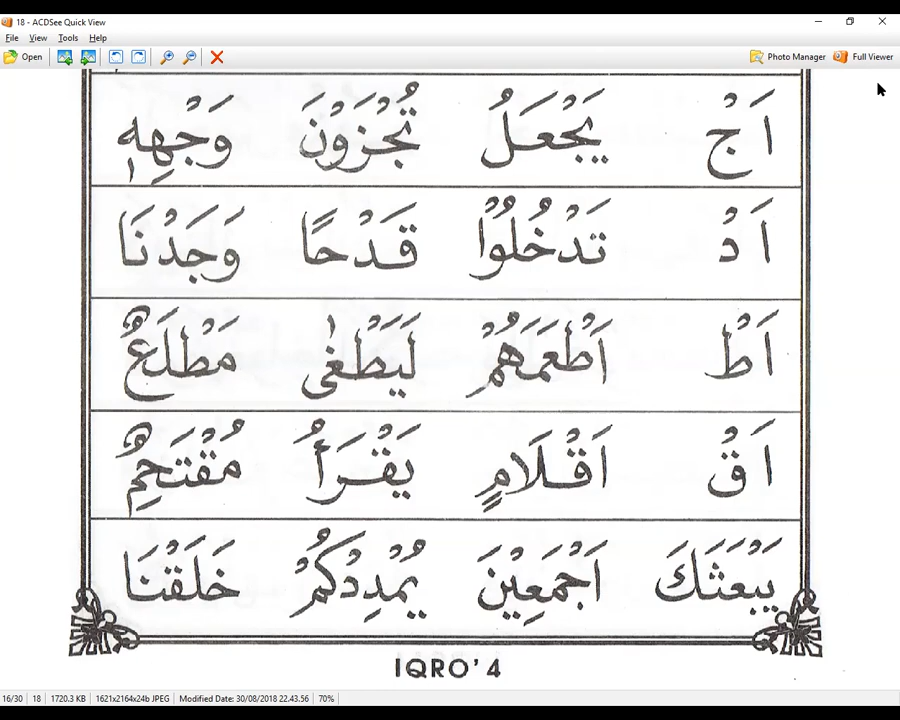 18 - ACDSee Quick View
File View Tools Help
Open Photo Manager Full Viewer
اَ جْ يَجْعَلُ تُجْزَوْنَ وَجْهِهٖ
اَ دْ تَدْخُلُوْا قَدْحًا وَجَدْنَا
اَ طْ اَطْعَمَهُمْ لَيَطْغٰى مَطْلَعٌ
اَ قْ اَقْلَامٍ يَقْرَأُ مُقْتَحِمٌ
يَبْعَثَكَ اَجْمَعِيْنَ يُمْدِدْكُمْ خَلَقْنَا
IQRO' 4
16/30 18 1720.3 KB 1621x2164x24b JPEG Modified Date: 30/08/2018 22.43.56 70%